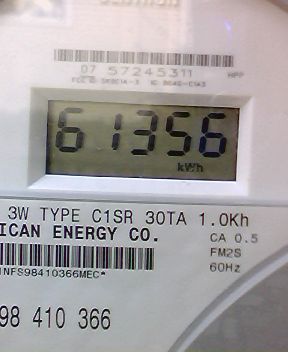 07 57245311 HPP
61356
kWh
3W TYPE C1SR 30TA 1.0Kh
ICAN ENERGY CO.
CA 0.5
FM2S
60Hz
INFS98410366MEC*
98 410 366